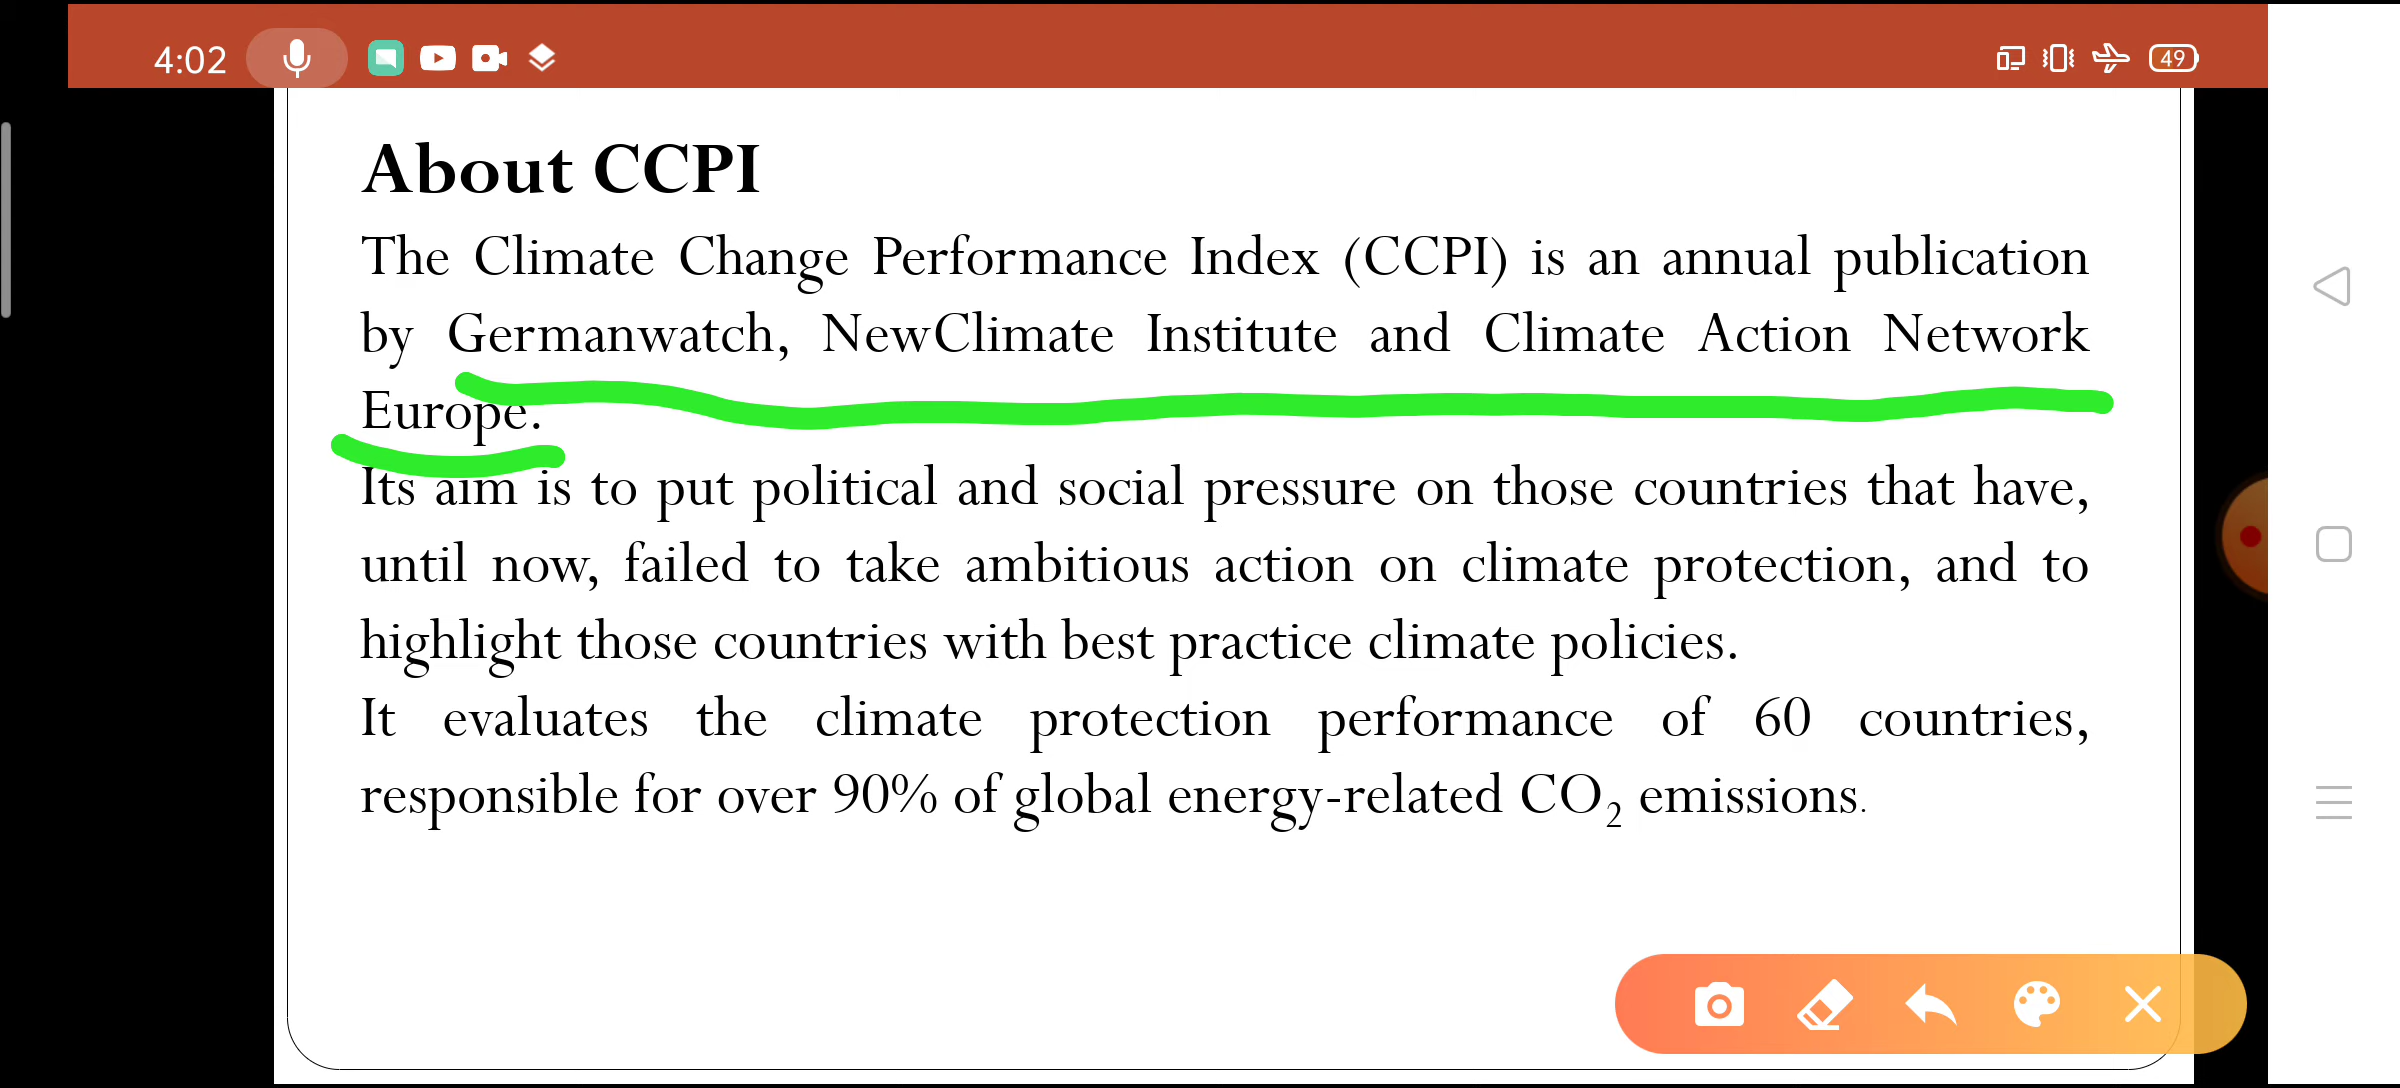 4:02
49
About CCPI
The Climate Change Performance Index (CCPI) is an annual publication
by Germanwatch, NewClimate Institute and Climate Action Network
Europe.
Its aim is to put political and social pressure on those countries that have,
until now, failed to take ambitious action on climate protection, and to
highlight those countries with best practice climate policies.
It evaluates the climate protection performance of 60 countries,
responsible for over 90% of global energy-related CO₂ emissions.